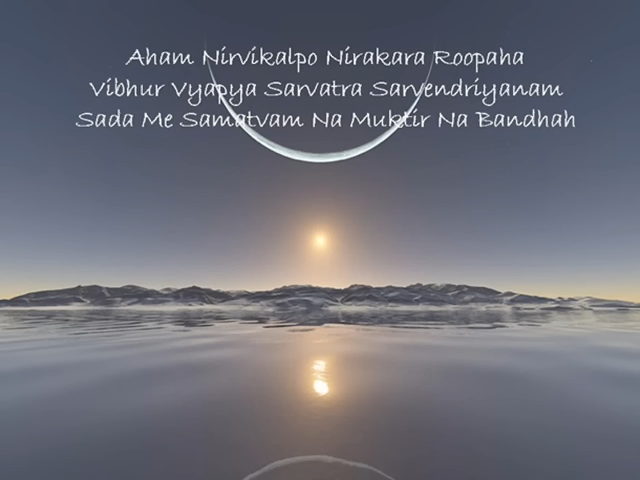 Aham Nirvikalpo Nirakara Roopaha
Vibhur Vyapya Sarvatra Sarvendriyanam
Sada Me Samatvam Na Muktir Na Bandhah